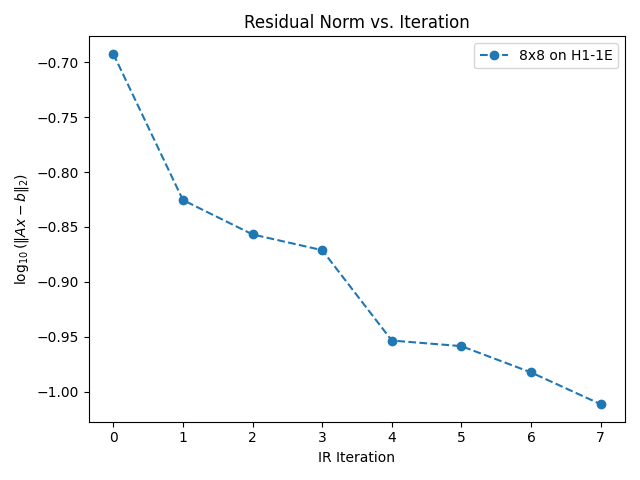 Residual Norm vs. Iteration
8x8 on H1-1E
log₁₀(‖Ax − b‖₂)
−0.70
−0.75
−0.80
−0.85
−0.90
−0.95
−1.00
0 1 2 3 4 5 6 7
IR Iteration